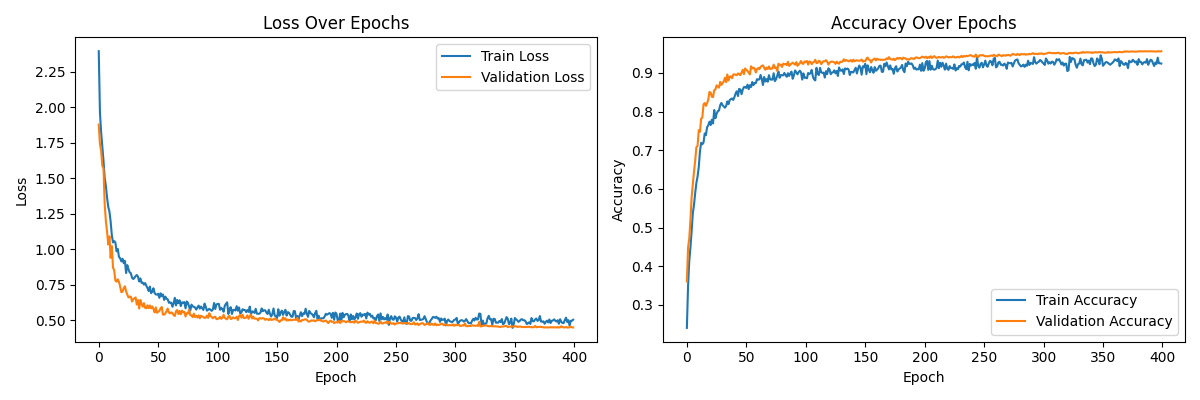 Loss Over Epochs
Train Loss
Validation Loss
2.25
2.00
1.75
1.50
1.25
1.00
0.75
0.50
Loss
0 50 100 150 200 250 300 350 400
Epoch
Accuracy Over Epochs
0.9
0.8
0.7
0.6
0.5
0.4
0.3
Accuracy
Train Accuracy
Validation Accuracy
0 50 100 150 200 250 300 350 400
Epoch